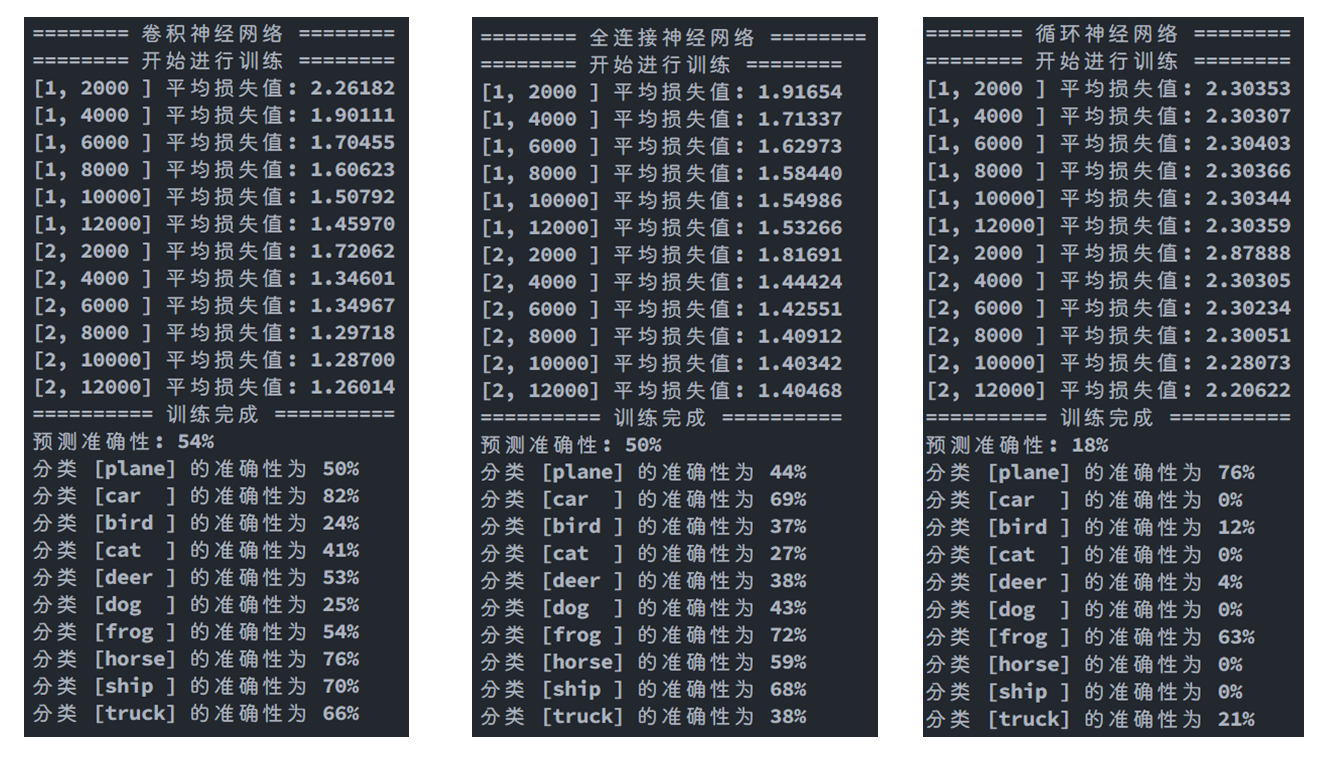 ======== 卷积神经网络 ========
======== 开始进行训练 ========
[1, 2000 ] 平均损失值: 2.26182
[1, 4000 ] 平均损失值: 1.90111
[1, 6000 ] 平均损失值: 1.70455
[1, 8000 ] 平均损失值: 1.60623
[1, 10000] 平均损失值: 1.50792
[1, 12000] 平均损失值: 1.45970
[2, 2000 ] 平均损失值: 1.72062
[2, 4000 ] 平均损失值: 1.34601
[2, 6000 ] 平均损失值: 1.34967
[2, 8000 ] 平均损失值: 1.29718
[2, 10000] 平均损失值: 1.28700
[2, 12000] 平均损失值: 1.26014
========== 训练完成 ==========
预测准确性: 54%
分类 [plane] 的准确性为 50%
分类 [car  ] 的准确性为 82%
分类 [bird ] 的准确性为 24%
分类 [cat  ] 的准确性为 41%
分类 [deer ] 的准确性为 53%
分类 [dog  ] 的准确性为 25%
分类 [frog ] 的准确性为 54%
分类 [horse] 的准确性为 76%
分类 [ship ] 的准确性为 70%
分类 [truck] 的准确性为 66%
======== 全连接神经网络 ========
======== 开始进行训练 ========
[1, 2000 ] 平均损失值: 1.91654
[1, 4000 ] 平均损失值: 1.71337
[1, 6000 ] 平均损失值: 1.62973
[1, 8000 ] 平均损失值: 1.58440
[1, 10000] 平均损失值: 1.54986
[1, 12000] 平均损失值: 1.53266
[2, 2000 ] 平均损失值: 1.81691
[2, 4000 ] 平均损失值: 1.44424
[2, 6000 ] 平均损失值: 1.42551
[2, 8000 ] 平均损失值: 1.40912
[2, 10000] 平均损失值: 1.40342
[2, 12000] 平均损失值: 1.40468
========== 训练完成 ==========
预测准确性: 50%
分类 [plane] 的准确性为 44%
分类 [car  ] 的准确性为 69%
分类 [bird ] 的准确性为 37%
分类 [cat  ] 的准确性为 27%
分类 [deer ] 的准确性为 38%
分类 [dog  ] 的准确性为 43%
分类 [frog ] 的准确性为 72%
分类 [horse] 的准确性为 59%
分类 [ship ] 的准确性为 68%
分类 [truck] 的准确性为 38%
======== 循环神经网络 ========
======== 开始进行训练 ========
[1, 2000 ] 平均损失值: 2.30353
[1, 4000 ] 平均损失值: 2.30307
[1, 6000 ] 平均损失值: 2.30403
[1, 8000 ] 平均损失值: 2.30366
[1, 10000] 平均损失值: 2.30344
[1, 12000] 平均损失值: 2.30359
[2, 2000 ] 平均损失值: 2.87888
[2, 4000 ] 平均损失值: 2.30305
[2, 6000 ] 平均损失值: 2.30234
[2, 8000 ] 平均损失值: 2.30051
[2, 10000] 平均损失值: 2.28073
[2, 12000] 平均损失值: 2.20622
========== 训练完成 ==========
预测准确性: 18%
分类 [plane] 的准确性为 76%
分类 [car  ] 的准确性为 0%
分类 [bird ] 的准确性为 12%
分类 [cat  ] 的准确性为 0%
分类 [deer ] 的准确性为 4%
分类 [dog  ] 的准确性为 0%
分类 [frog ] 的准确性为 63%
分类 [horse] 的准确性为 0%
分类 [ship ] 的准确性为 0%
分类 [truck] 的准确性为 21%